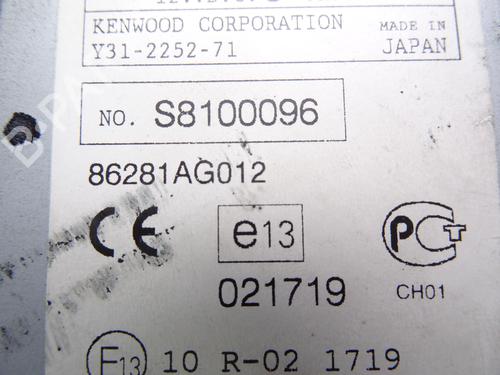 KENWOOD CORPORATION MADE IN
Y31-2252-71 JAPAN
NO. S8100096
86281AG012
CE e13 PCT
021719 CH01
E13 10 R-02 1719